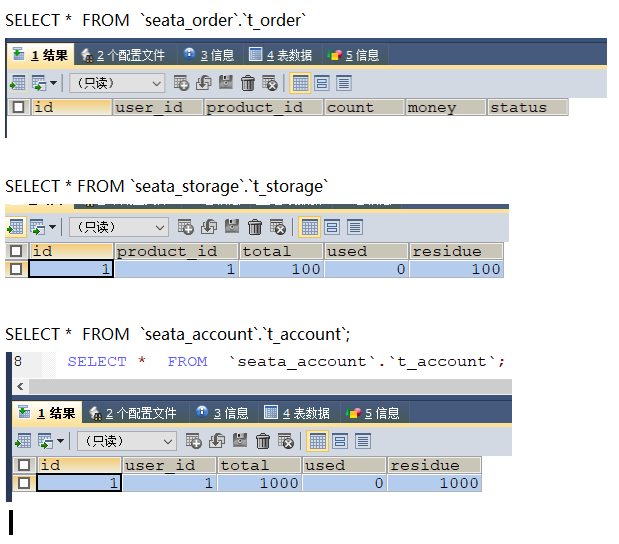 SELECT * FROM `seata_order`.`t_order`
1 结果 2 个配置文件 3 信息 4 表数据 5 信息
（只读）
id user_id product_id count money status
SELECT * FROM `seata_storage`.`t_storage`
（只读）
id product_id total used residue
1 1 100 0 100
SELECT * FROM `seata_account`.`t_account`;
8 SELECT * FROM `seata_account`.`t_account`;
1 结果 2 个配置文件 3 信息 4 表数据 5 信息
（只读）
id user_id total used residue
1 1 1000 0 1000